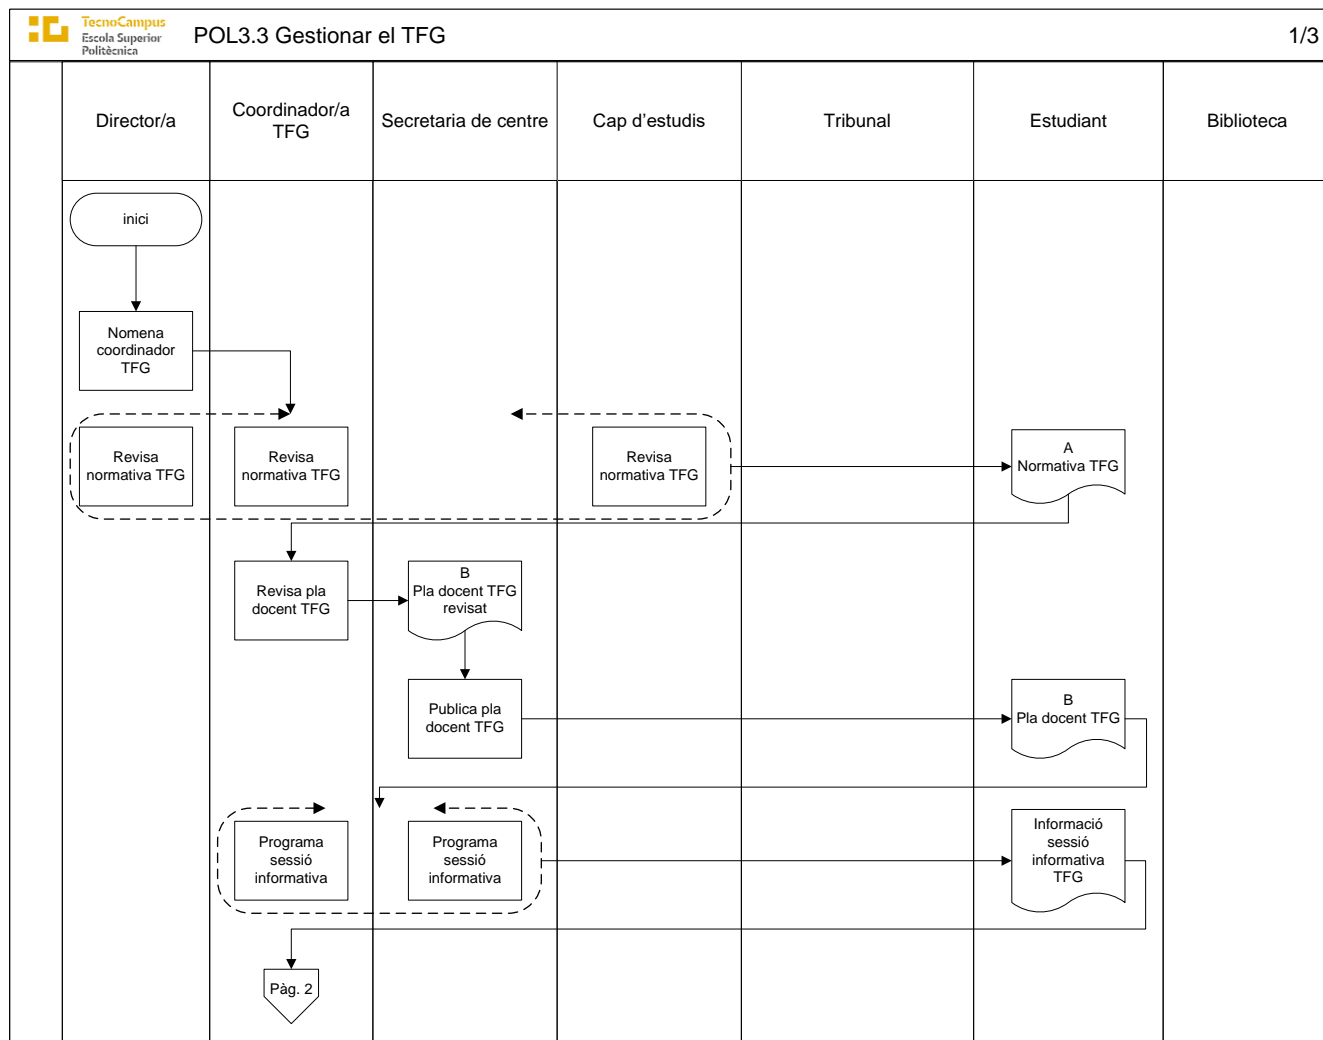 TecnoCampus
Escola Superior
Politècnica
POL3.3 Gestionar el TFG
1/3
Director/a
Coordinador/a
TFG
Secretaria de centre
Cap d'estudis
Tribunal
Estudiant
Biblioteca
inici
Nomena
coordinador
TFG
Revisa
normativa TFG
Revisa
normativa TFG
Revisa
normativa TFG
A
Normativa TFG
Revisa pla
docent TFG
B
Pla docent TFG
revisat
Publica pla
docent TFG
B
Pla docent TFG
Programa
sessió
informativa
Programa
sessió
informativa
Informació
sessió
informativa
TFG
Pàg. 2